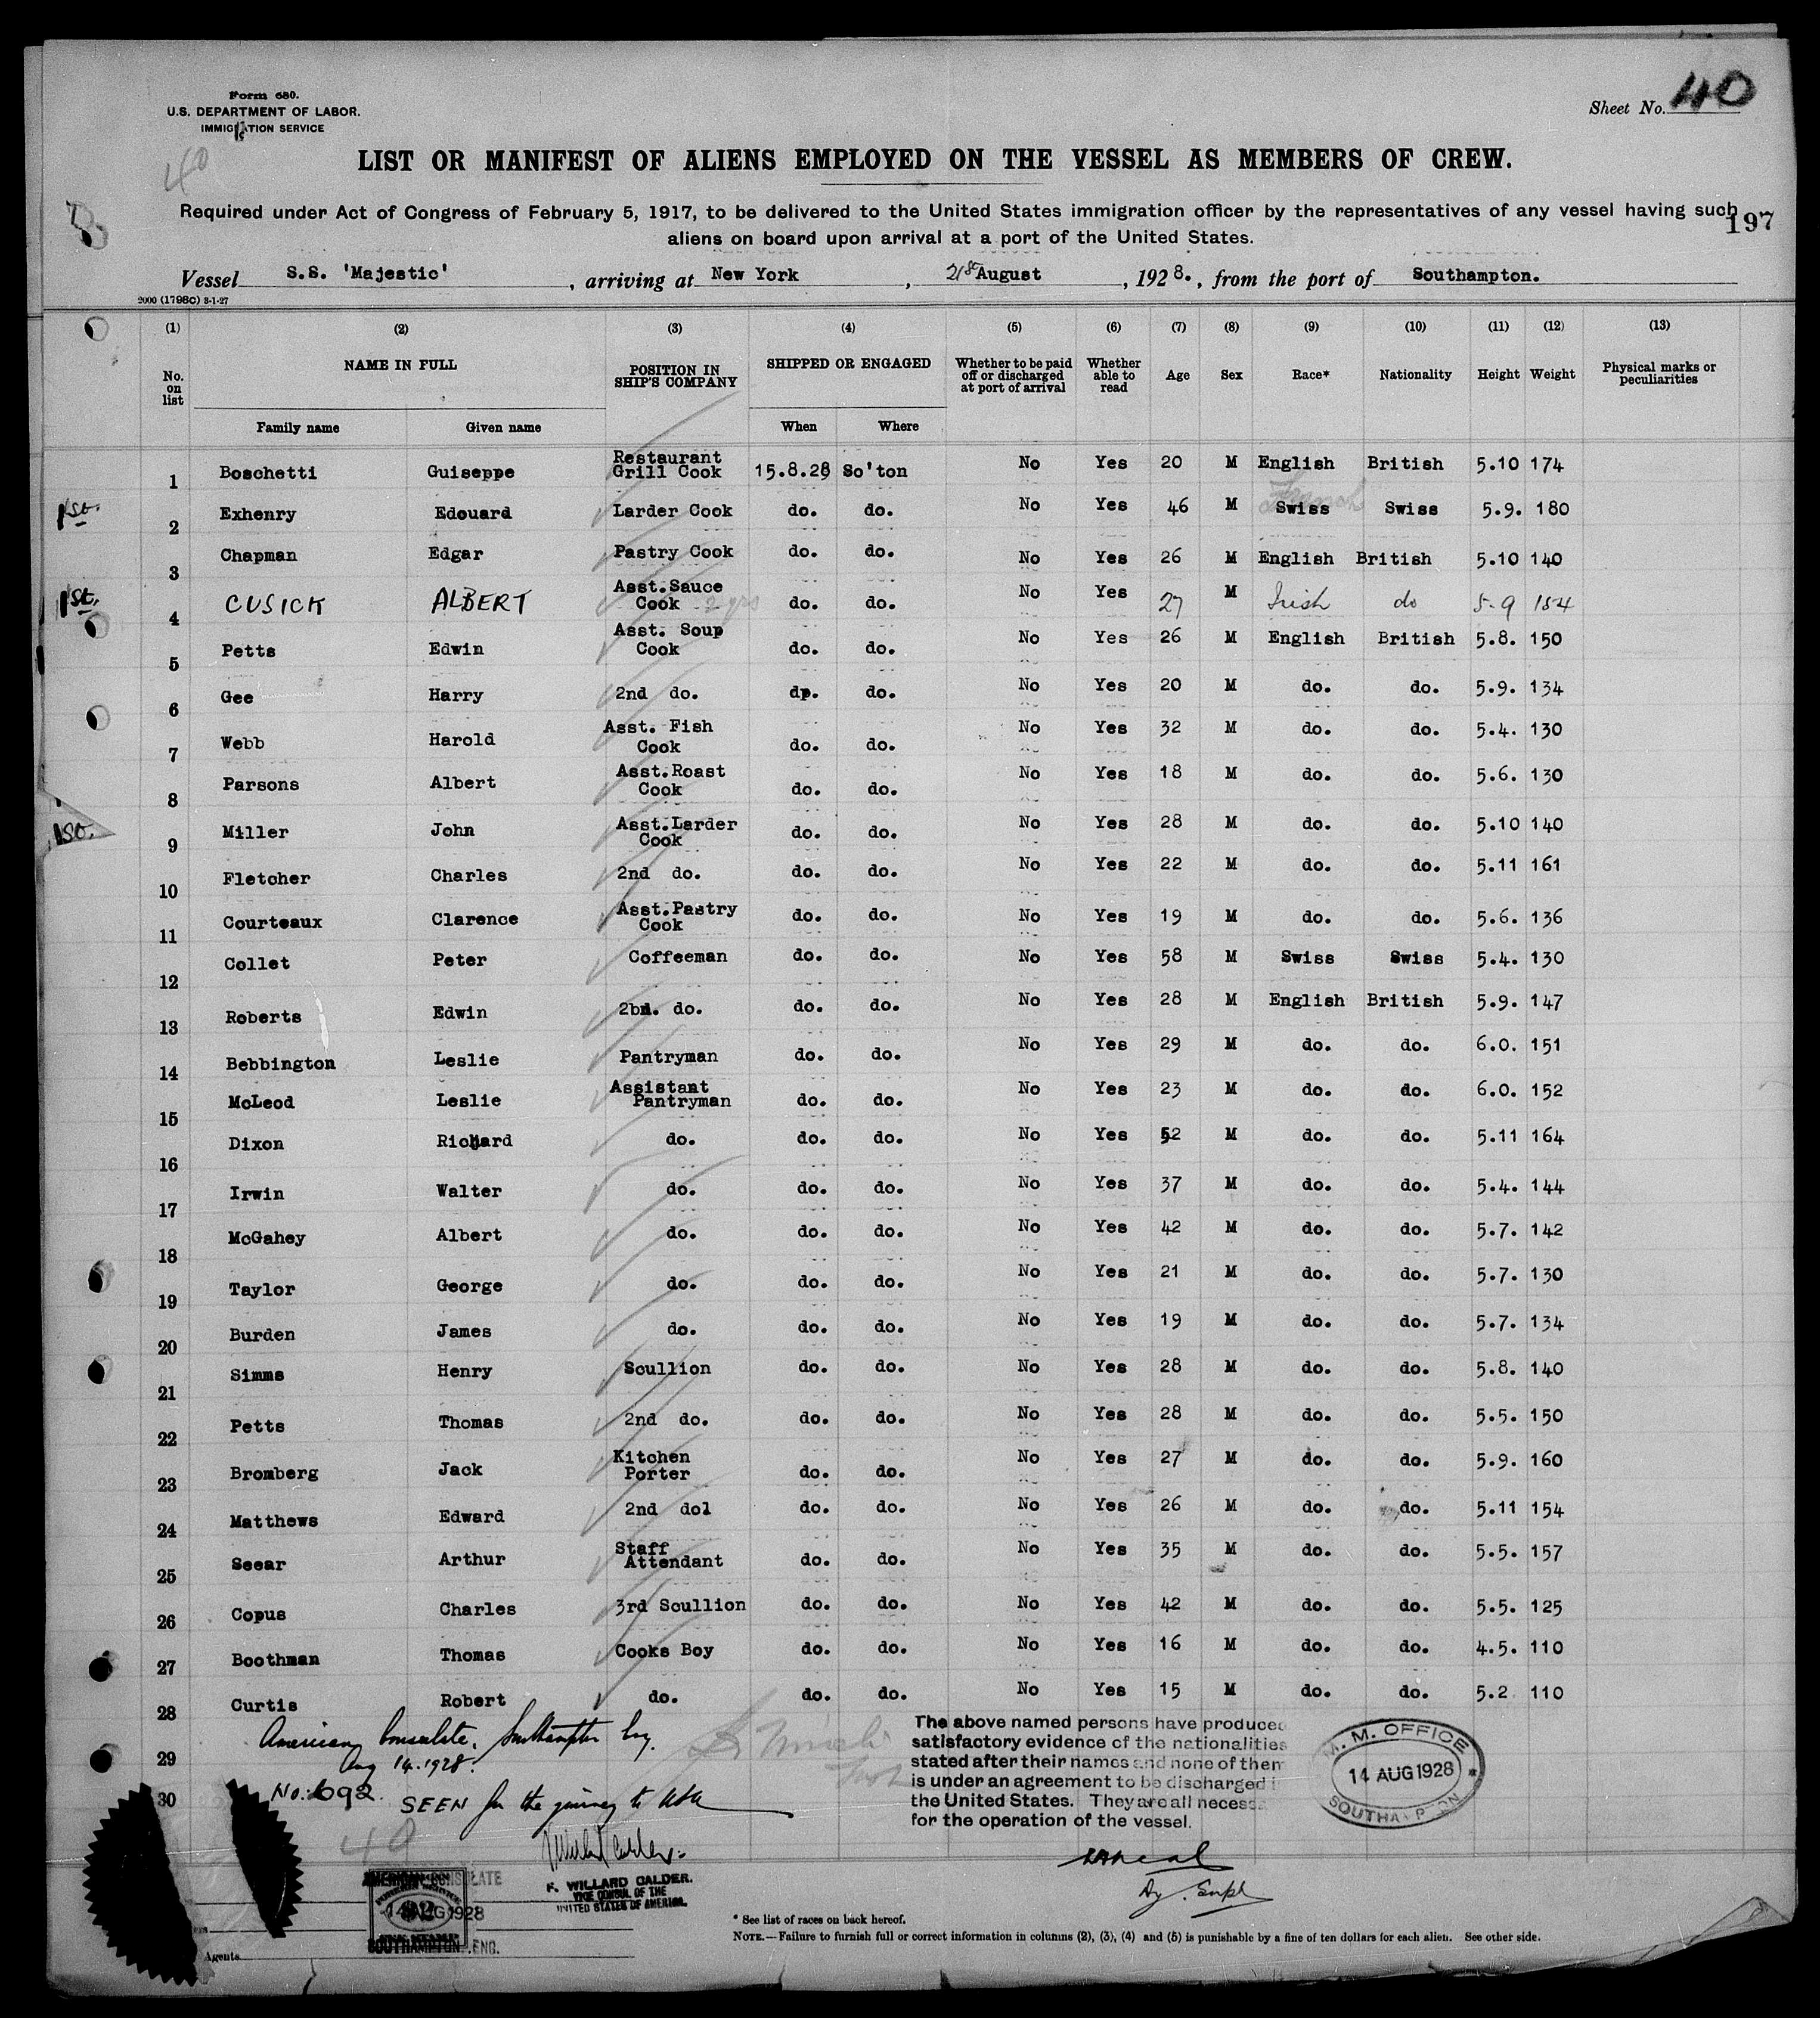 Form 680.
U.S. DEPARTMENT OF LABOR.
IMMIGRATION SERVICE
Sheet No. 40
40
LIST OR MANIFEST OF ALIENS EMPLOYED ON THE VESSEL AS MEMBERS OF CREW.
Required under Act of Congress of February 5, 1917, to be delivered to the United States immigration officer by the representatives of any vessel having such
aliens on board upon arrival at a port of the United States.
197
Vessel S.S. 'Majestic' , arriving at New York , 21st August , 1928. , from the port of Southampton.
2000 (1798c) 3-1-27
(1) (2) (3) (4) (5) (6) (7) (8) (9) (10) (11) (12) (13)
No. on list NAME IN FULL Family name Given name POSITION IN SHIP'S COMPANY SHIPPED OR ENGAGED When Where Whether to be paid off or discharged at port of arrival Whether able to read Age Sex Race* Nationality Height Weight Physical marks or peculiarities
1 Boschetti Guiseppe Restaurant Grill Cook 15.8.28 So'ton No Yes 20 M English British 5.10 174
1st. 2 Exhenry Edouard Larder Cook do. do. No Yes 46 M French Swiss Swiss 5.9. 180
3 Chapman Edgar Pastry Cook do. do. No Yes 26 M English British 5.10 140
1st. 4 CUSICK ALBERT Asst.Sauce Cook 2 yrs do. do. No Yes 27 M Irish do 5.9 154
5 Petts Edwin Asst. Soup Cook do. do. No Yes 26 M English British 5.8. 150
6 Gee Harry 2nd do. dp. do. No Yes 20 M do. do. 5.9. 134
7 Webb Harold Asst. Fish Cook do. do. No Yes 32 M do. do. 5.4. 130
8 Parsons Albert Asst.Roast Cook do. do. No Yes 18 M do. do. 5.6. 130
1st. 9 Miller John Asst.Larder Cook do. do. No Yes 28 M do. do. 5.10 140
10 Fletcher Charles 2nd do. do. do. No Yes 22 M do. do. 5.11 161
11 Courteaux Clarence Asst.Pastry Cook do. do. No Yes 19 M do. do. 5.6. 136
12 Collet Peter Coffeeman do. do. No Yes 58 M Swiss Swiss 5.4. 130
13 Roberts Edwin 2bd. do. do. do. No Yes 28 M English British 5.9. 147
14 Bebbington Leslie Pantryman do. do. No Yes 29 M do. do. 6.0. 151
15 McLeod Leslie Assistant Pantryman do. do. No Yes 23 M do. do. 6.0. 152
16 Dixon Richard do. do. do. No Yes 52 M do. do. 5.11 164
17 Irwin Walter do. do. do. No Yes 37 M do. do. 5.4. 144
18 McGahey Albert do. do. do. No Yes 42 M do. do. 5.7. 142
19 Taylor George do. do. do. No Yes 21 M do. do. 5.7. 130
20 Burden James do. do. do. No Yes 19 M do. do. 5.7. 134
21 Simms Henry Scullion do. do. No Yes 28 M do. do. 5.8. 140
22 Petts Thomas 2nd do. do. do. No Yes 28 M do. do. 5.5. 150
23 Bromberg Jack Kitchen Porter do. do. No Yes 27 M do. do. 5.9. 160
24 Matthews Edward 2nd dol do. do. No Yes 26 M do. do. 5.11 154
25 Seear Arthur Staff Attendant do. do. No Yes 35 M do. do. 5.5. 157
26 Copus Charles 3rd Scullion do. do. No Yes 42 M do. do. 5.5. 125
27 Boothman Thomas Cooks Boy do. do. No Yes 16 M do. do. 4.5. 110
28 Curtis Robert do. do. do. No Yes 15 M do. do. 5.2. 110
29
30
American Consulate, Southampton Eng.
Aug 14. 1928.
No: 692.
SEEN for the journey to USA
40
F. WILLARD CALDER.
VICE CONSUL OF THE
UNITED STATES OF AMERICA.
AMERICAN CONSULATE
14 AUG 1928
SOUTHAMPTON, ENG.
The above named persons have produced
satisfactory evidence of the nationalities
stated after their names and none of them
is under an agreement to be discharged i
the United States. They are all necess
for the operation of the vessel.
M. M. OFFICE
14 AUG 1928
SOUTHAMPTON
Dy. Supt
Agents
* See list of races on back hereof.
NOTE.—Failure to furnish full or correct information in columns (2), (3), (4) and (5) is punishable by a fine of ten dollars for each alien. See other side.